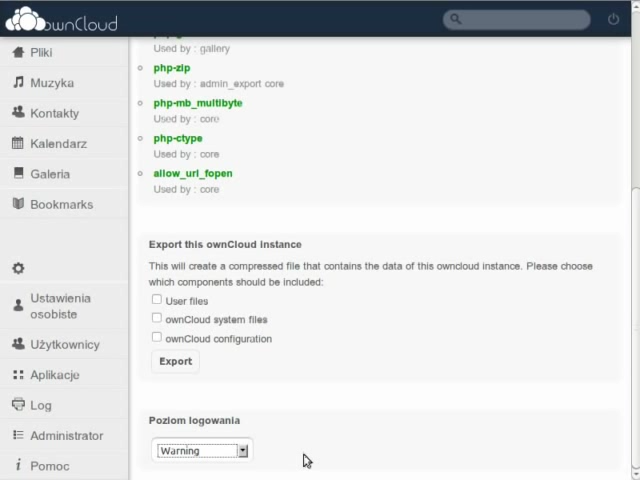 ownCloud
Pliki
Muzyka
Kontakty
Kalendarz
Galeria
Bookmarks
Ustawienia
osobiste
Użytkownicy
Aplikacje
Log
Administrator
Pomoc
Used by : gallery
php-zip
Used by : admin_export core
php-mb_multibyte
Used by : core
php-ctype
Used by : core
allow_url_fopen
Used by : core
Export this ownCloud instance
This will create a compressed file that contains the data of this owncloud instance. Please choose
which components should be included:
User files
ownCloud system files
ownCloud configuration
Export
Poziom logowania
Warning